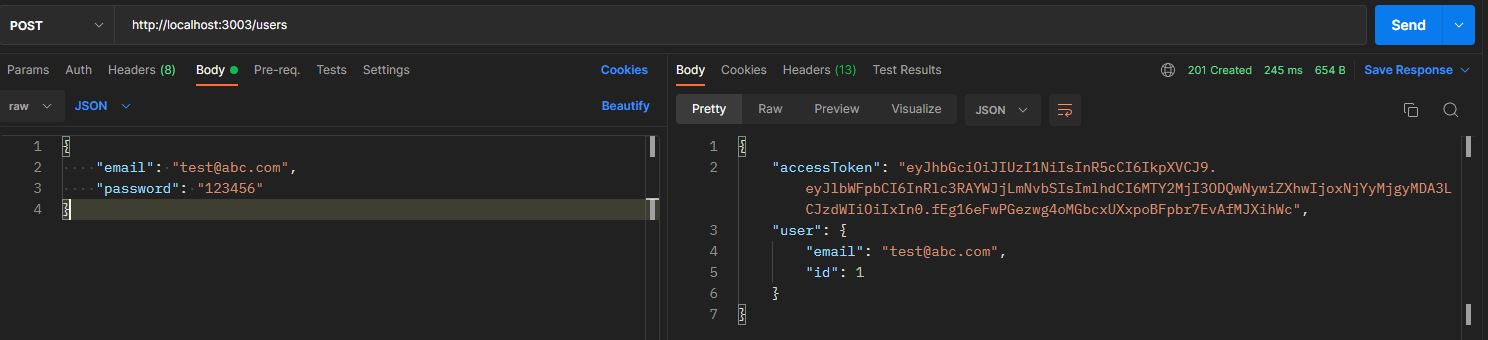 POST http://localhost:3003/users Send
Params Auth Headers (8) Body Pre-req. Tests Settings Cookies
raw JSON Beautify
1 {
2 "email": "test@abc.com",
3 "password": "123456"
4 }
Body Cookies Headers (13) Test Results 201 Created 245 ms 654 B Save Response
Pretty Raw Preview Visualize JSON
1 {
2 "accessToken": "eyJhbGciOiJIUzI1NiIsInR5cCI6IkpXVCJ9.
eyJlbWFpbCI6InRlc3RAYWJjLmNvbSIsImlhdCI6MTY2MjI3ODQwNywiZXhwIjoxNjYyMjgyMDA3L
CJzdWIiOiIxIn0.fEg16eFwPGezwg4oMGbcxUXxpoBFpbr7EvAfMJXihWc",
3 "user": {
4 "email": "test@abc.com",
5 "id": 1
6 }
7 }